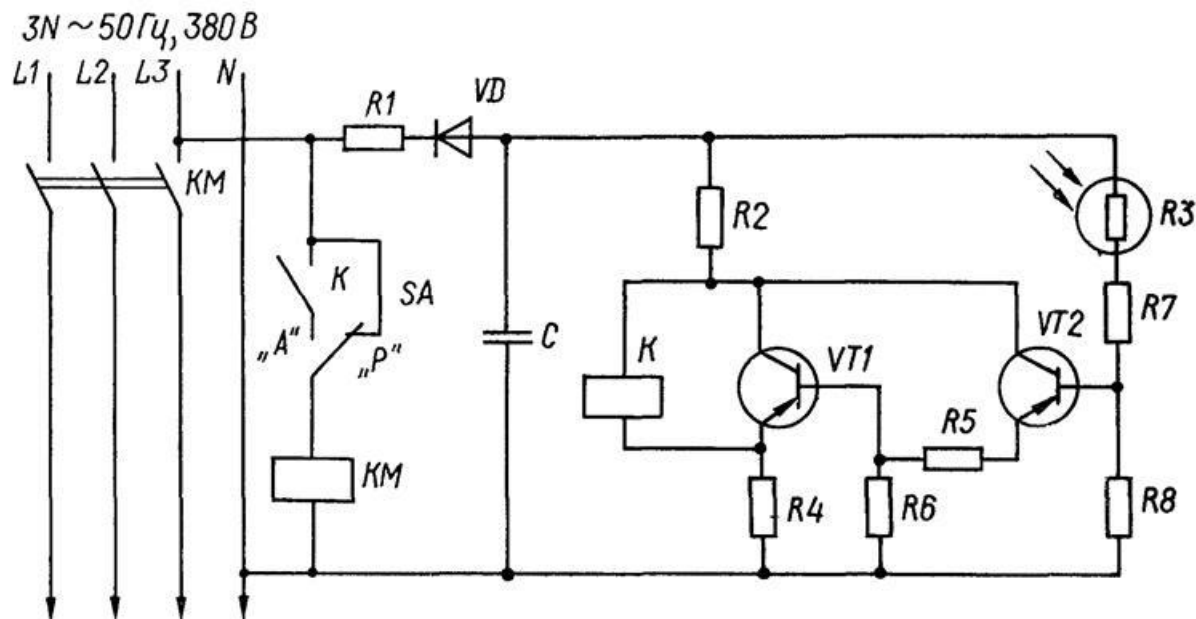 3N ~ 50 Гц, 380 В
L1 L2 L3 N
R1
VD
KM
R2
R3
K
SA
„A“
„P“
C
R7
K
VT1
VT2
R5
KM
R4
R6
R8